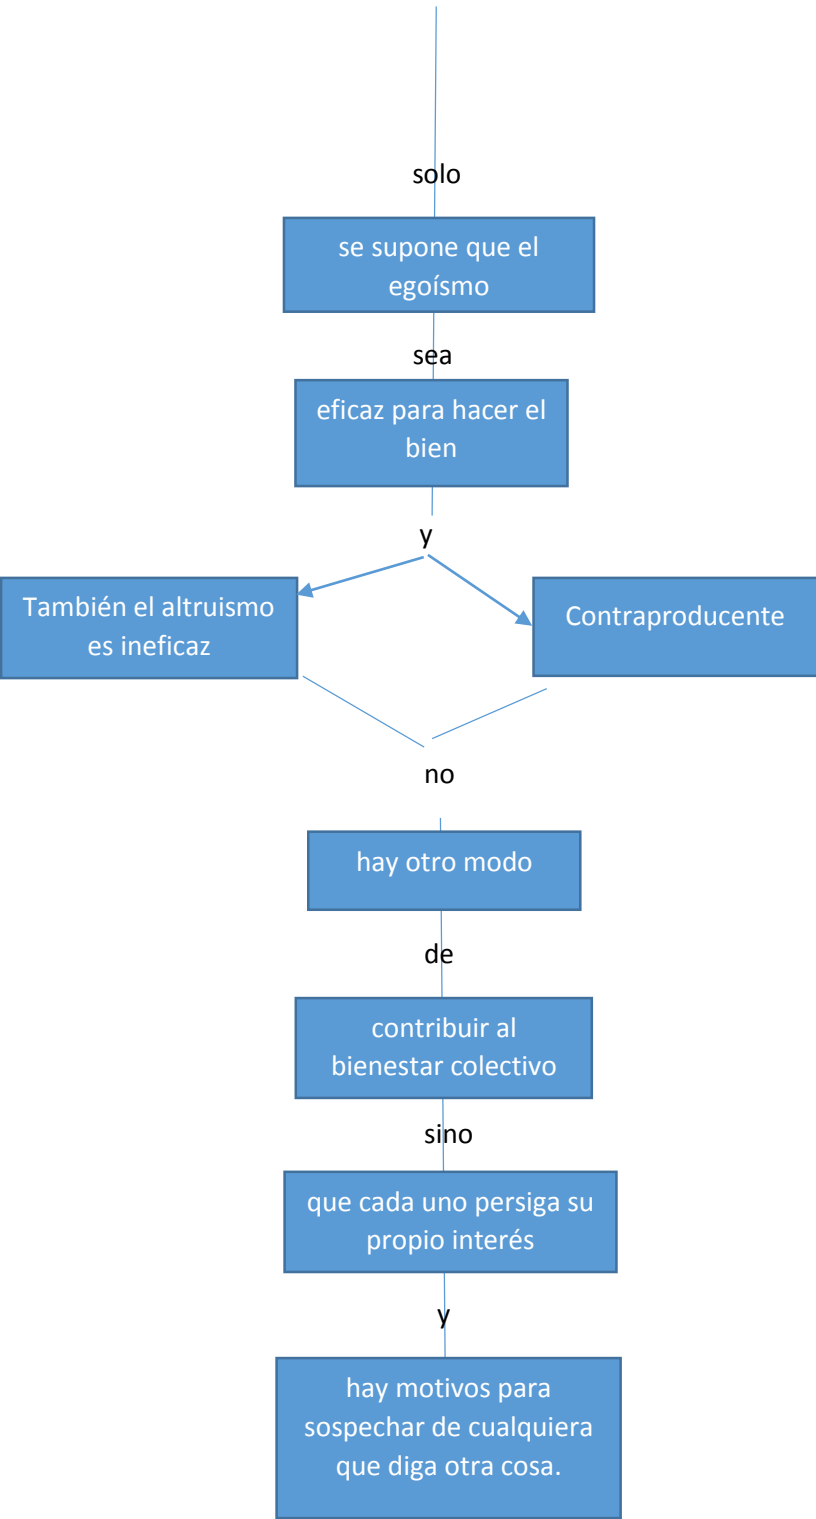 solo
se supone que el
egoísmo
sea
eficaz para hacer el
bien
y
También el altruismo
es ineficaz
Contraproducente
no
hay otro modo
de
contribuir al
bienestar colectivo
sino
que cada uno persiga su
propio interés
y
hay motivos para
sospechar de cualquiera
que diga otra cosa.